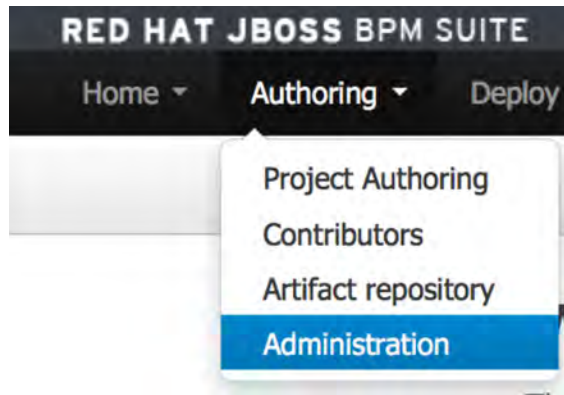 RED HAT JBOSS BPM SUITE
Home Authoring Deploy
Project Authoring
Contributors
Artifact repository
Administration